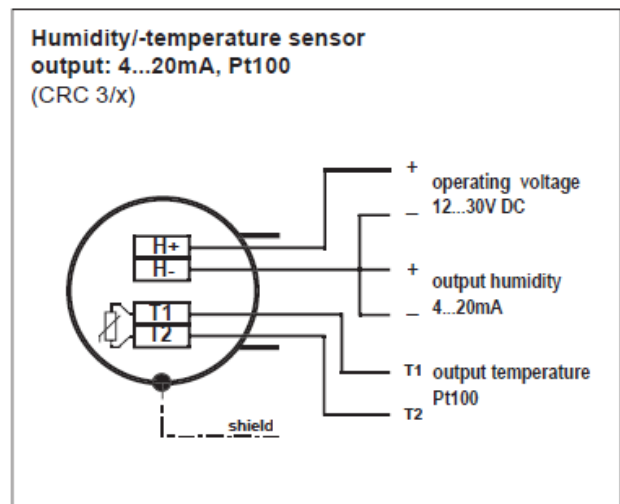 Humidity/-temperature sensor
output: 4...20mA, Pt100
(CRC 3/x)
+
operating voltage
12...30V DC
–
H+
H-
+
output humidity
4...20mA
–
T1
T2
T1 output temperature
Pt100
T2
shield